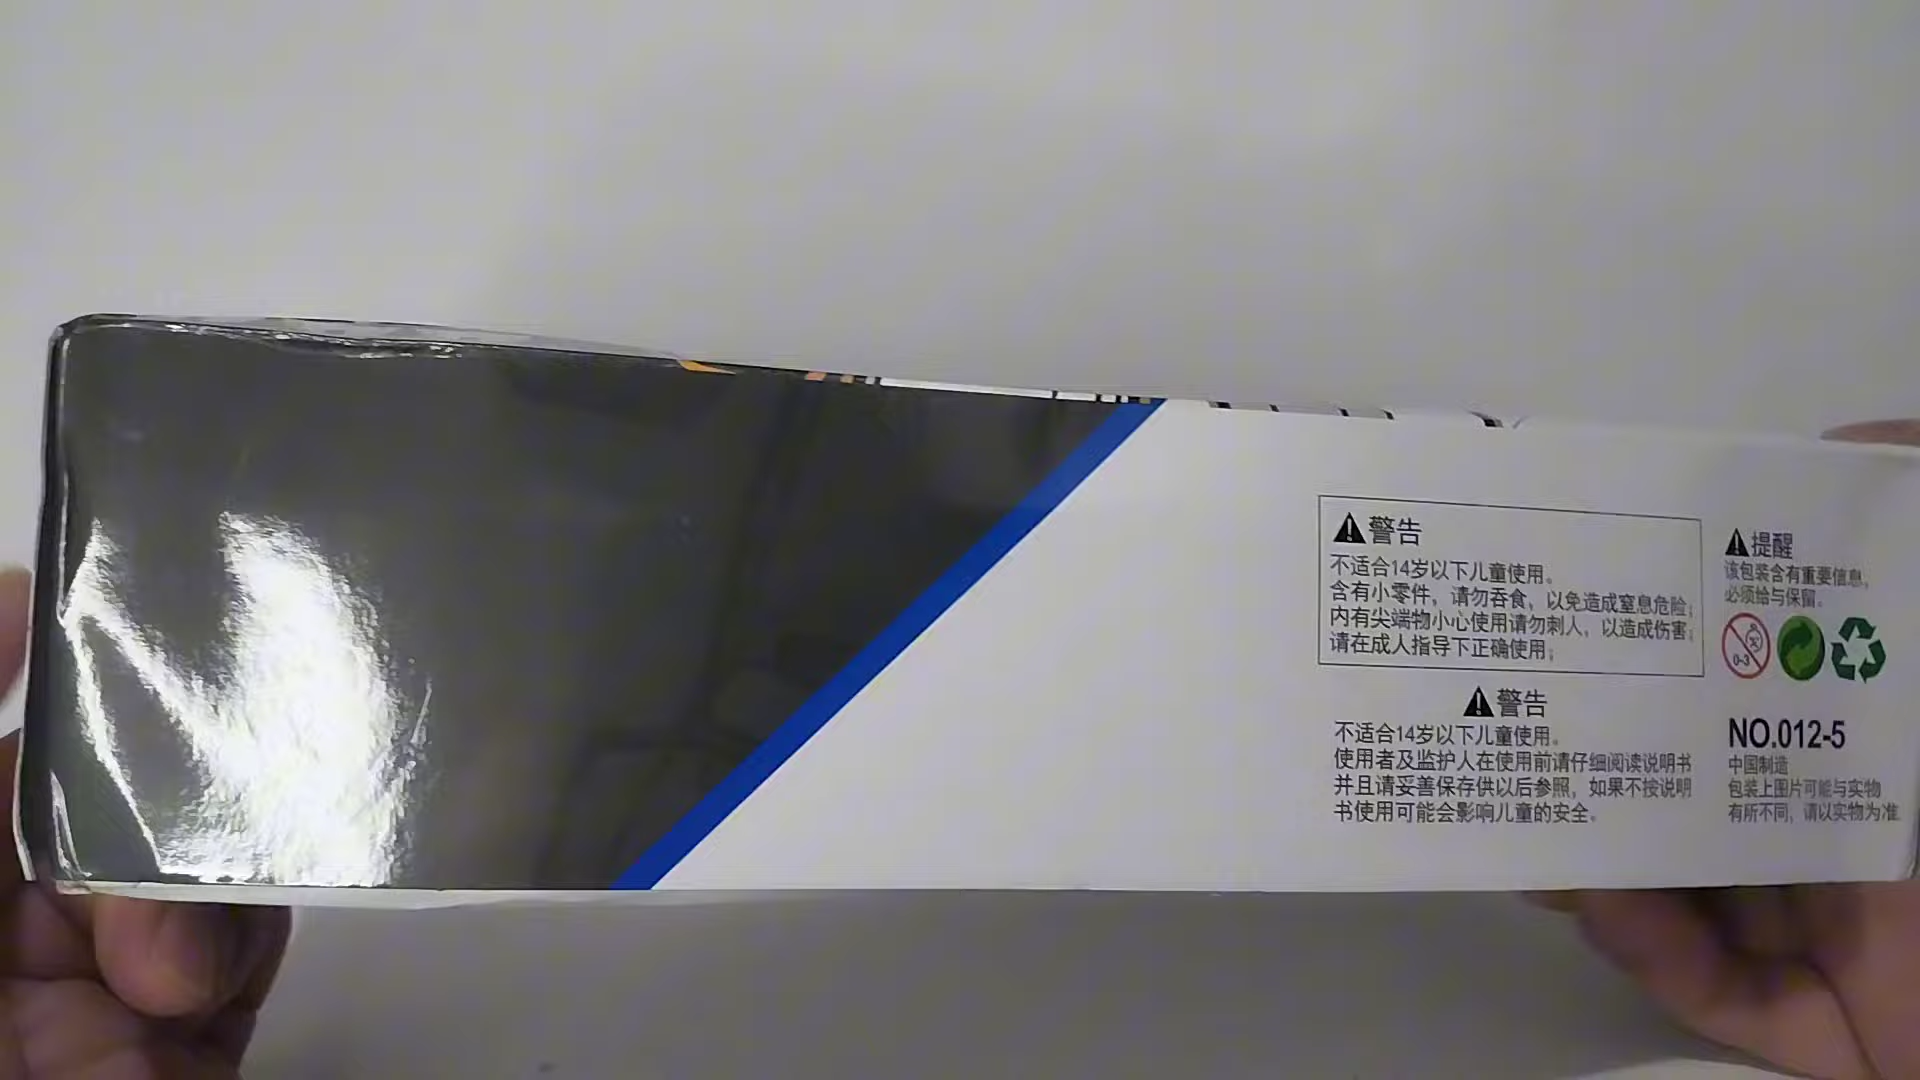 警告
不适合14岁以下儿童使用。
含有小零件，请勿吞食，以免造成窒息危险；
内有尖端物小心使用请勿刺人，以造成伤害；
请在成人指导下正确使用；
警告
不适合14岁以下儿童使用。
使用者及监护人在使用前请仔细阅读说明书
并且请妥善保存供以后参照，如果不按说明
书使用可能会影响儿童的安全。
提醒
该包装含有重要信息，
必须给与保留。
0-3
NO.012-5
中国制造
包装上图片可能与实物
有所不同，请以实物为准.